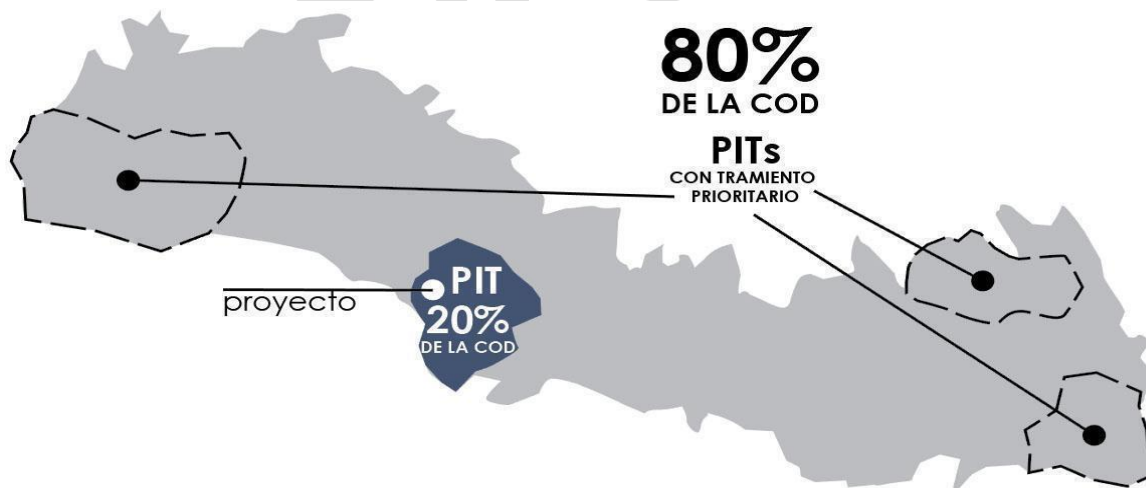 80%
DE LA COD
PITs
CON TRAMIENTO
PRIORITARIO
PIT
proyecto
20%
DE LA COD